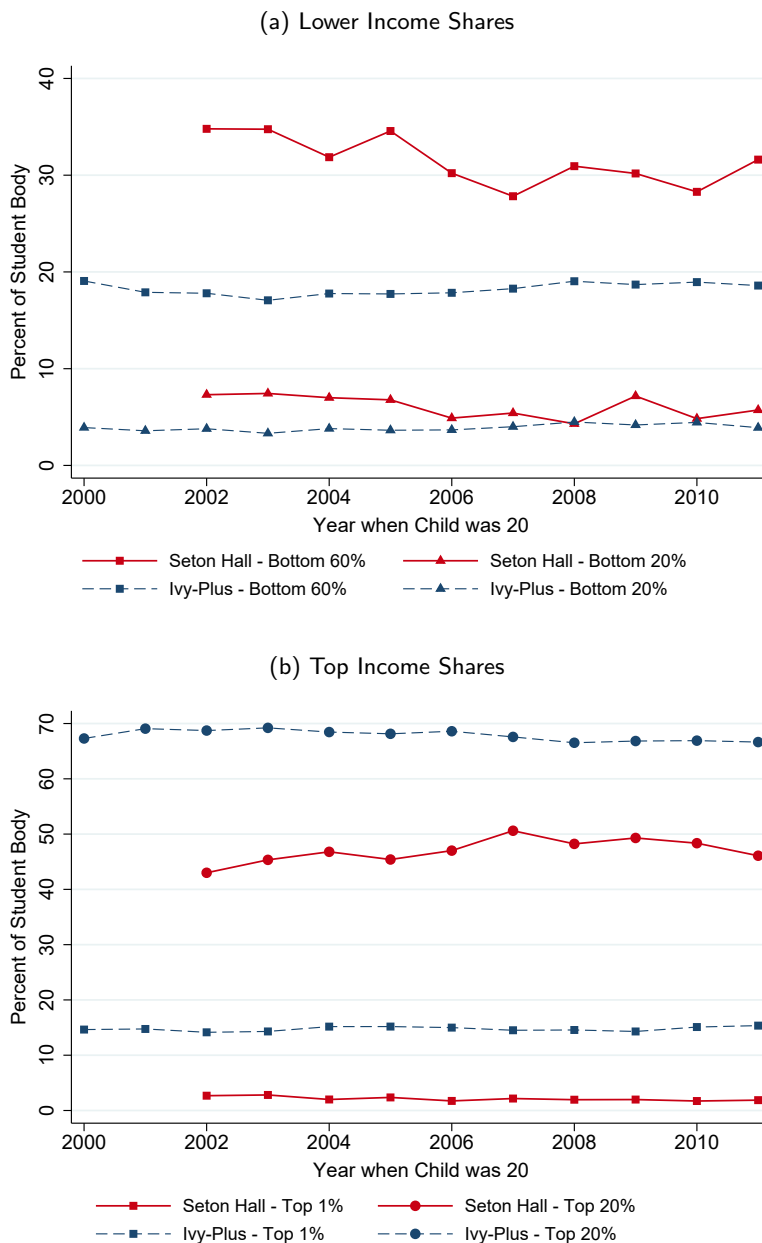 (a) Lower Income Shares
Percent of Student Body
40
30
20
10
0
2000 2002 2004 2006 2008 2010
Year when Child was 20
Seton Hall - Bottom 60% Seton Hall - Bottom 20%
Ivy-Plus - Bottom 60% Ivy-Plus - Bottom 20%
(b) Top Income Shares
Percent of Student Body
70
60
50
40
30
20
10
0
2000 2002 2004 2006 2008 2010
Year when Child was 20
Seton Hall - Top 1% Seton Hall - Top 20%
Ivy-Plus - Top 1% Ivy-Plus - Top 20%